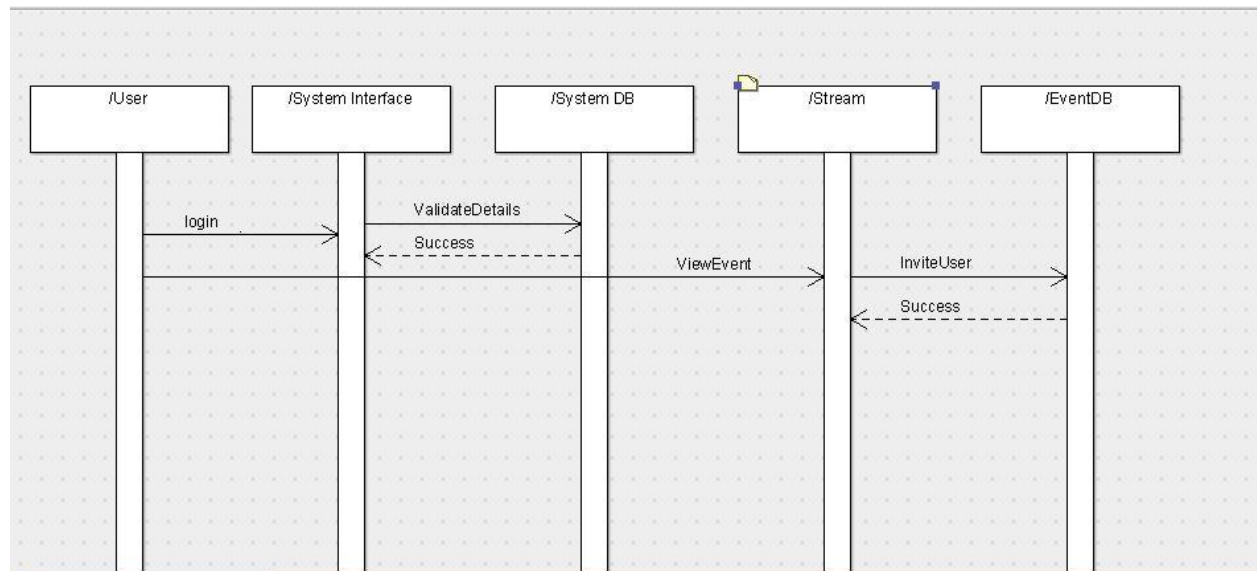 /User
/System Interface
/System DB
/Stream
/EventDB
ValidateDetails
login
Success
ViewEvent
InviteUser
Success